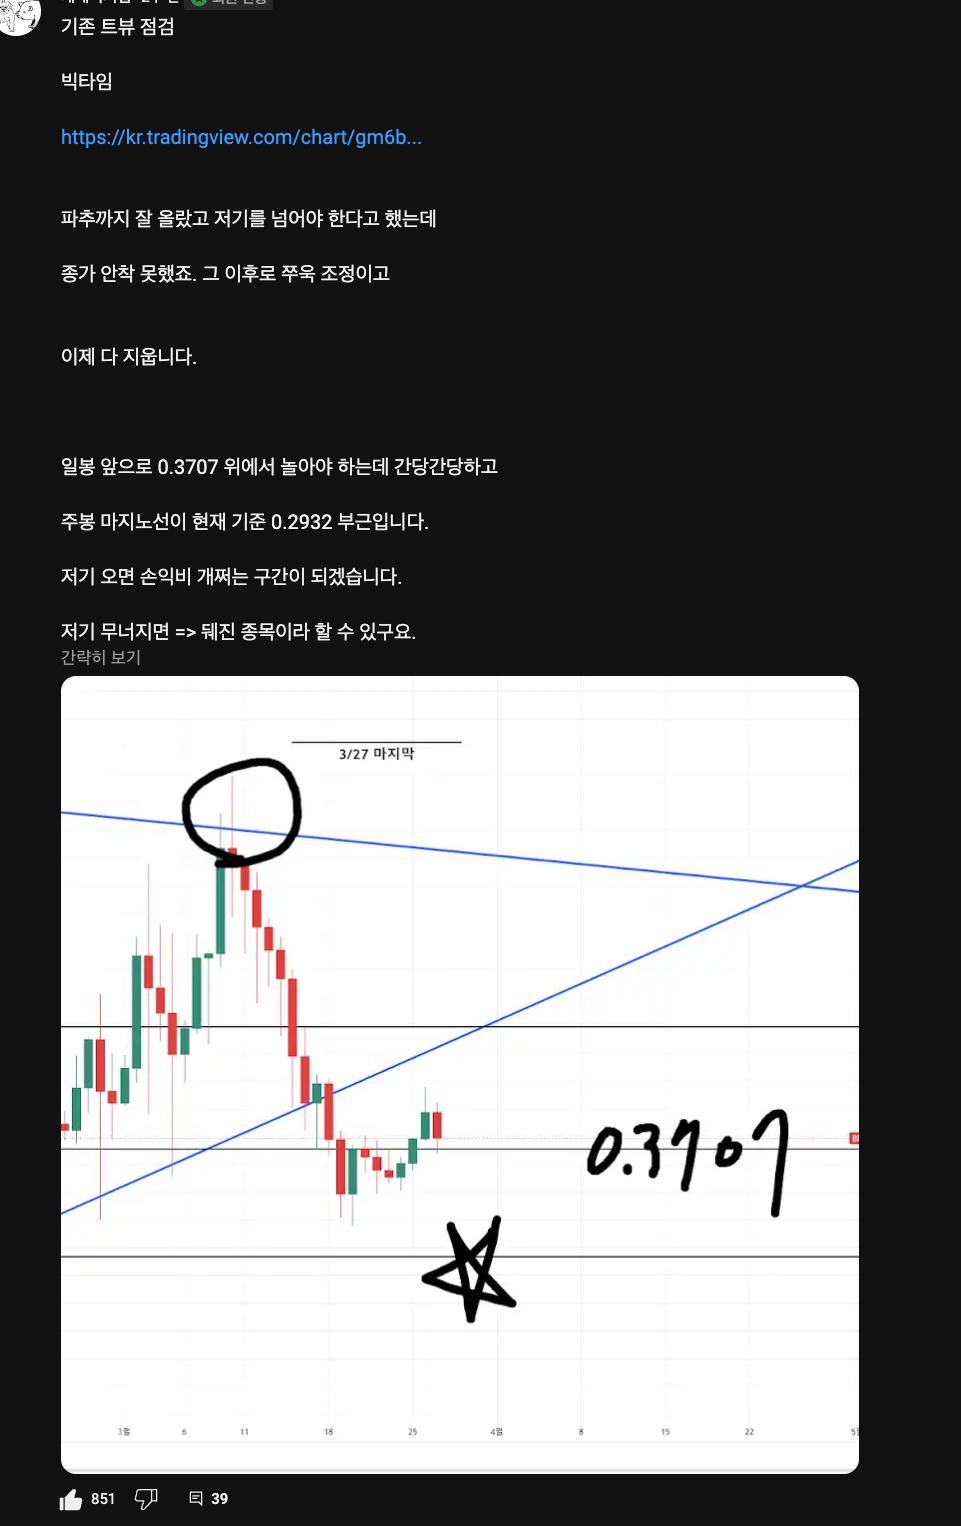 기존 트뷰 점검
빅타임
https://kr.tradingview.com/chart/gm6b...
파추까지 잘 올랐고 저기를 넘어야 한다고 했는데
종가 안착 못했죠. 그 이후로 쭈욱 조정이고
이제 다 지웁니다.
일봉 앞으로 0.3707 위에서 놀아야 하는데 간당간당하고
주봉 마지노선이 현재 기준 0.2932 부근입니다.
저기 오면 손익비 개쩌는 구간이 되겠습니다.
저기 무너지면 => 뒈진 종목이라 할 수 있구요.
간략히 보기
3/27 마지막
0.3707
3월 6 11 18 25 4월 8 15 22
851 39